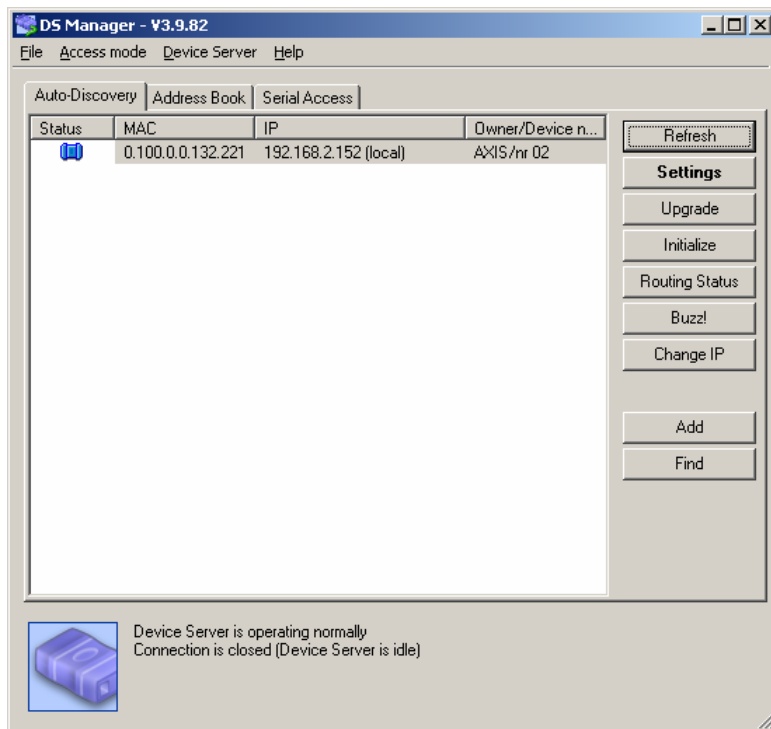 DS Manager - V3.9.82
File Access mode Device Server Help
Auto-Discovery Address Book Serial Access
Status MAC IP Owner/Device n...
0.100.0.0.132.221 192.168.2.152 (local) AXIS/nr 02
Refresh
Settings
Upgrade
Initialize
Routing Status
Buzz!
Change IP
Add
Find
Device Server is operating normally
Connection is closed (Device Server is idle)